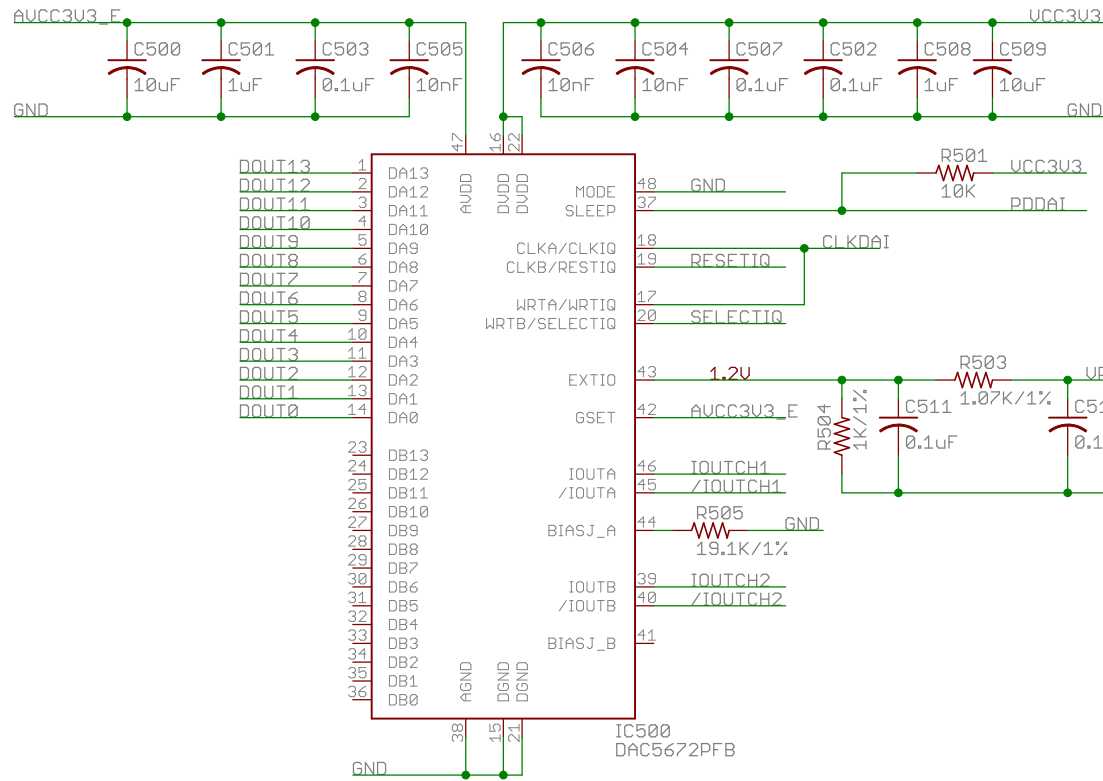 AVCC3V3_E
VCC3V3
C500
C501
C503
C505
C506
C504
C507
C502
C508
C509
10uF
1uF
0.1uF
10nF
10nF
10nF
0.1uF
0.1uF
1uF
10uF
GND
GND
47
16
22
AVDD
DVDD
DVDD
DOUT13 1 DA13
DOUT12 2 DA12
DOUT11 3 DA11
DOUT10 4 DA10
DOUT9 5 DA9
DOUT8 6 DA8
DOUT7 7 DA7
DOUT6 8 DA6
DOUT5 9 DA5
DOUT4 10 DA4
DOUT3 11 DA3
DOUT2 12 DA2
DOUT1 13 DA1
DOUT0 14 DA0
23 DB13
24 DB12
25 DB11
26 DB10
27 DB9
28 DB8
29 DB7
30 DB6
31 DB5
32 DB4
33 DB3
34 DB2
35 DB1
36 DB0
MODE 48 GND
SLEEP 37 PDDAI
R501
10K
VCC3V3
CLKA/CLKIQ 18 CLKDAI
CLKB/RESTIQ 19 RESETIQ
WRTA/WRTIQ 17
WRTB/SELECTIQ 20 SELECTIQ
EXTIO 43 1.2V
R503
1.07K/1%
R504
1K/1%
C511
0.1uF
GSET 42 AVCC3V3_E
IOUTA 46 IOUTCH1
/IOUTA 45 /IOUTCH1
BIASJ_A 44
R505
19.1K/1%
GND
IOUTB 39 IOUTCH2
/IOUTB 40 /IOUTCH2
BIASJ_B 41
AGND
DGND
DGND
38
15
21
GND
IC500
DAC5672PFB